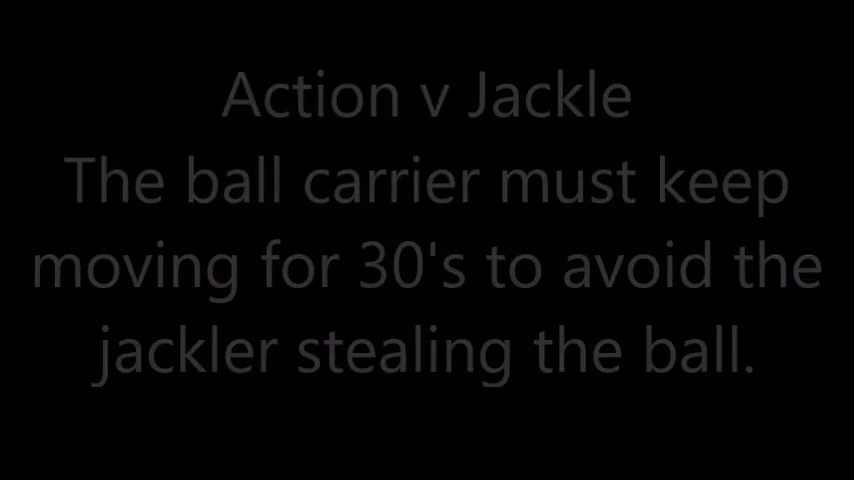 Action v Jackle
The ball carrier must keep
moving for 30's to avoid the
jackler stealing the ball.